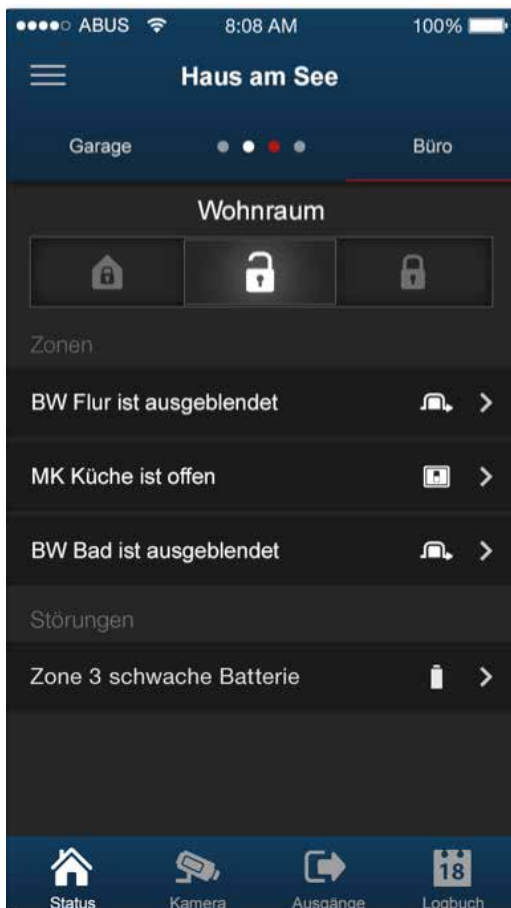 ABUS 8:08 AM 100%
Haus am See
Garage Büro
Wohnraum
Zonen
BW Flur ist ausgeblendet
MK Küche ist offen
BW Bad ist ausgeblendet
Störungen
Zone 3 schwache Batterie
18
Status Kamera Ausgänge Logbuch